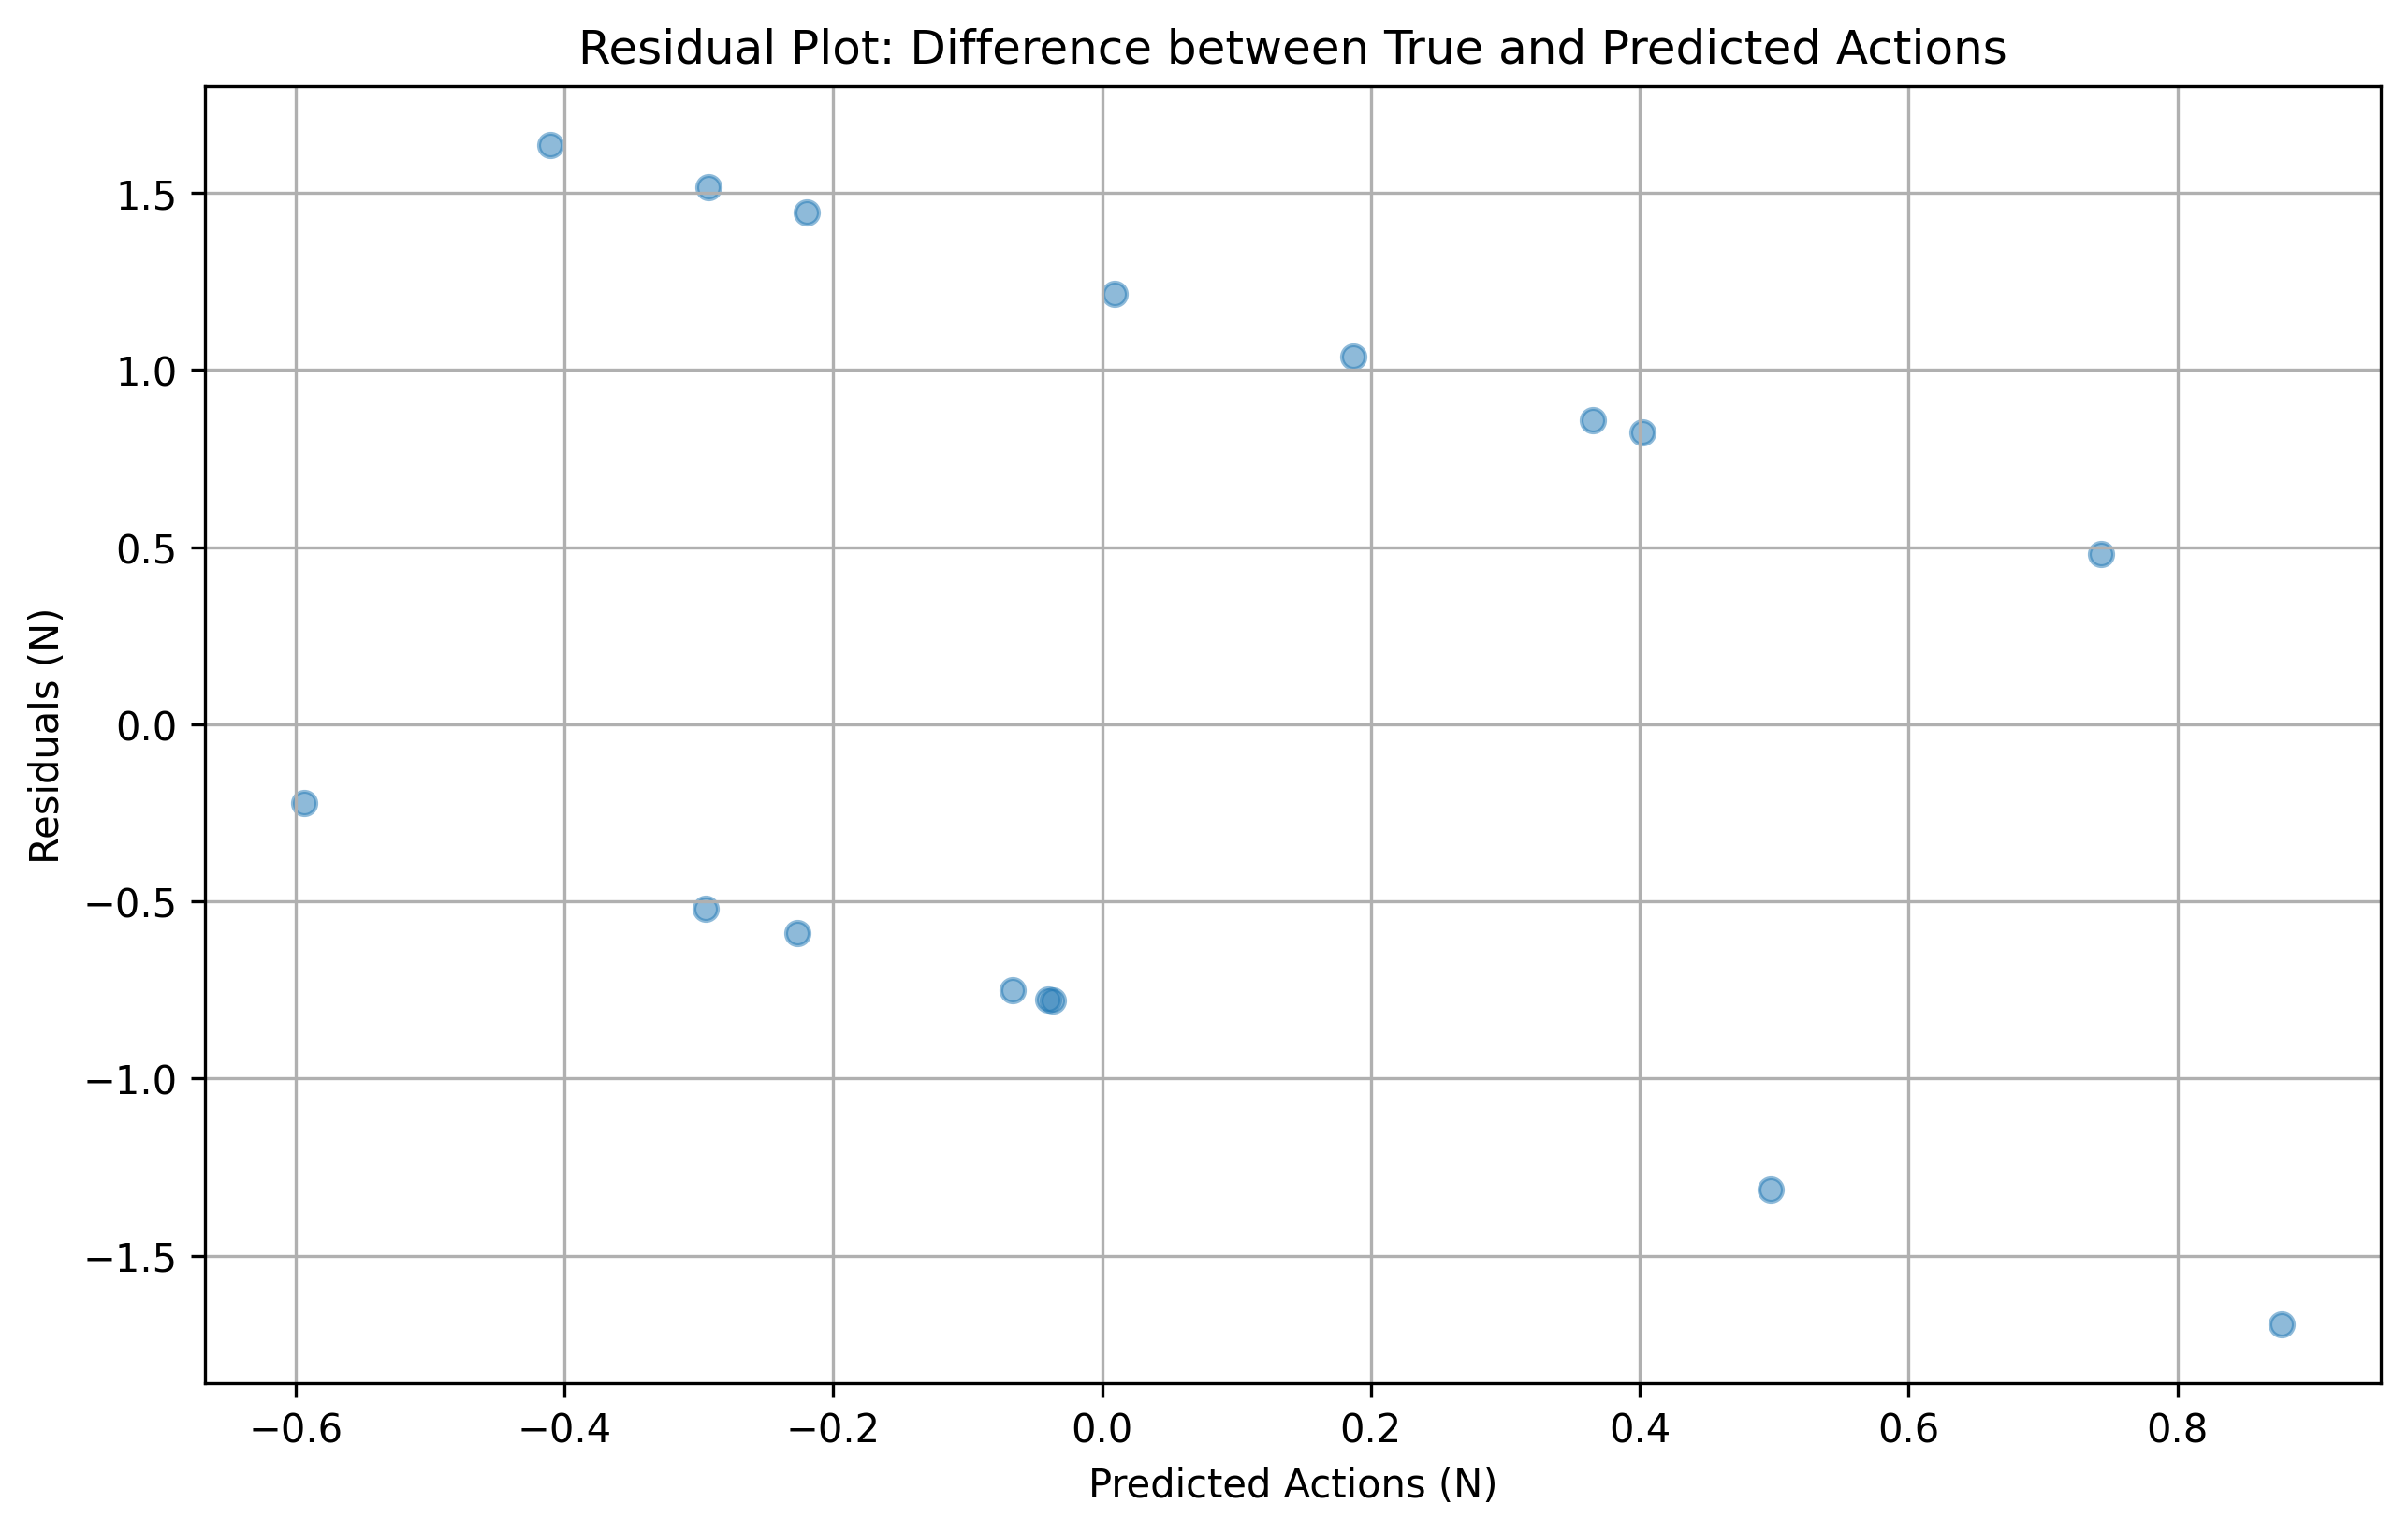 Residual Plot: Difference between True and Predicted Actions
1.5
1.0
0.5
0.0
−0.5
−1.0
−1.5
Residuals (N)
−0.6 −0.4 −0.2 0.0 0.2 0.4 0.6 0.8
Predicted Actions (N)